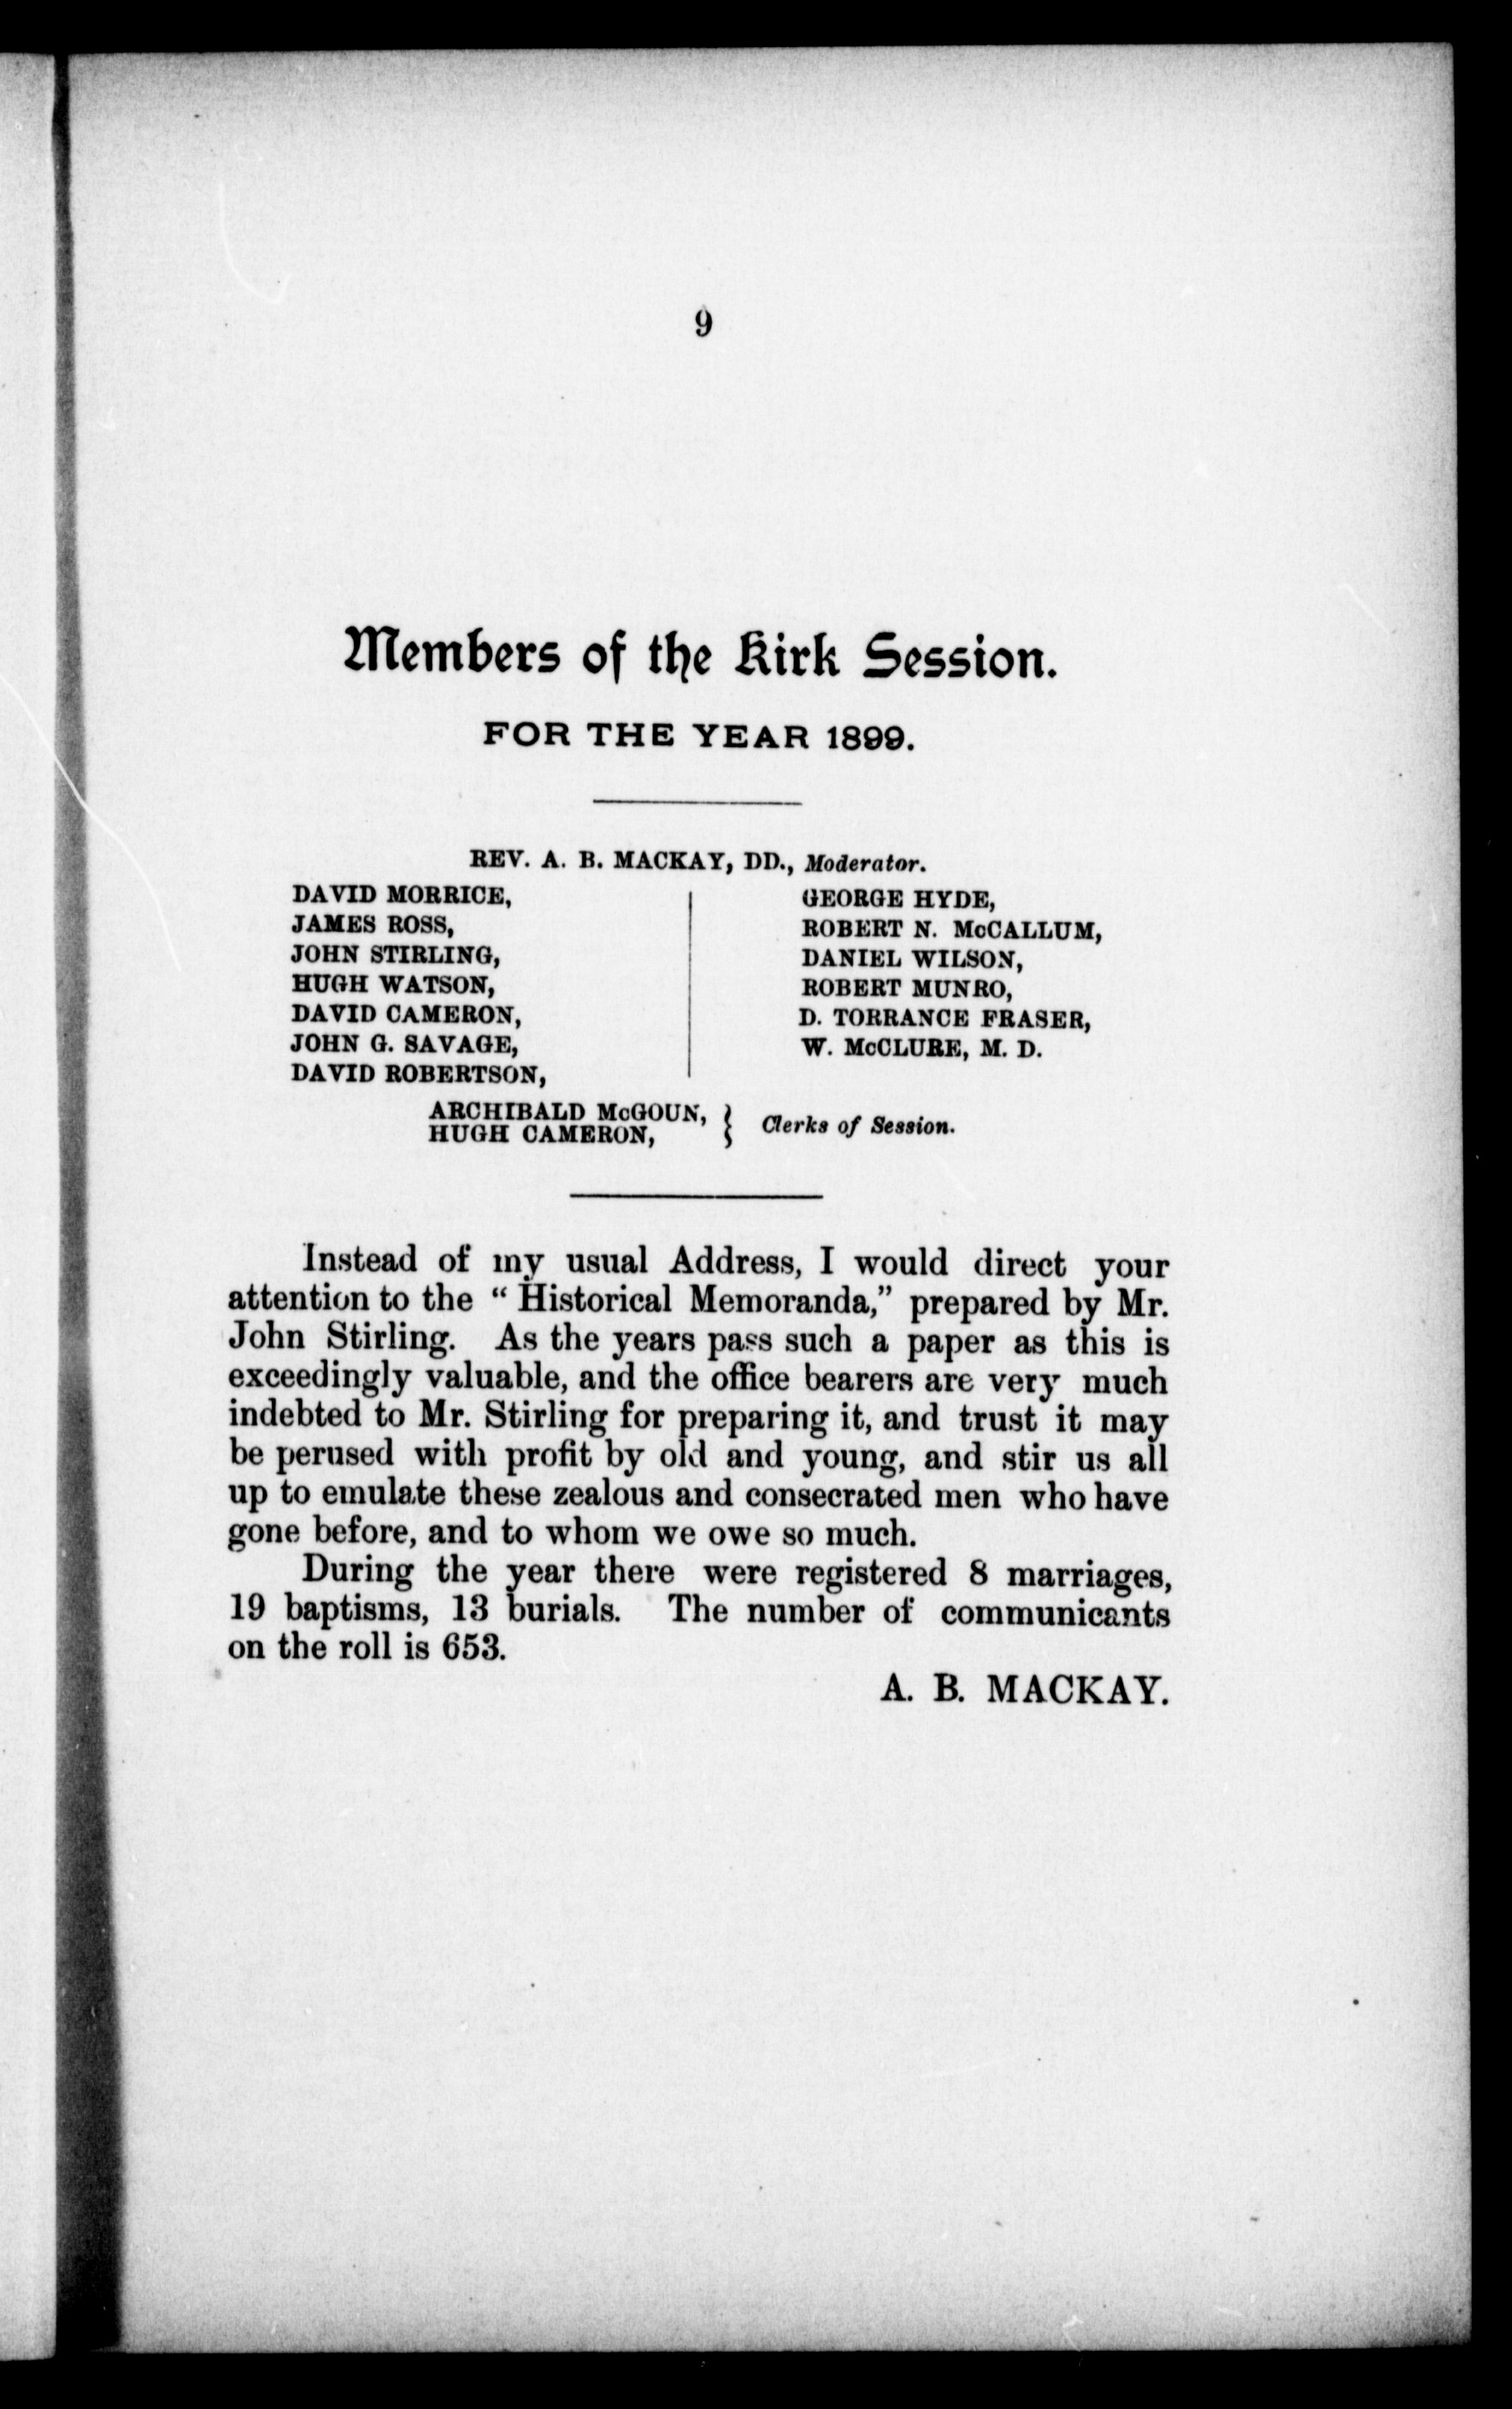 9
Members of the Kirk Session.
FOR THE YEAR 1899.
REV. A. B. MACKAY, DD., Moderator.
DAVID MORRICE,
JAMES ROSS,
JOHN STIRLING,
HUGH WATSON,
DAVID CAMERON,
JOHN G. SAVAGE,
DAVID ROBERTSON,
GEORGE HYDE,
ROBERT N. McCALLUM,
DANIEL WILSON,
ROBERT MUNRO,
D. TORRANCE FRASER,
W. McCLURE, M. D.
ARCHIBALD McGOUN,
HUGH CAMERON,
} Clerks of Session.
Instead of my usual Address, I would direct your
attention to the “ Historical Memoranda,” prepared by Mr.
John Stirling. As the years pass such a paper as this is
exceedingly valuable, and the office bearers are very much
indebted to Mr. Stirling for preparing it, and trust it may
be perused with profit by old and young, and stir us all
up to emulate these zealous and consecrated men who have
gone before, and to whom we owe so much.
During the year there were registered 8 marriages,
19 baptisms, 13 burials. The number of communicants
on the roll is 653.
A. B. MACKAY.